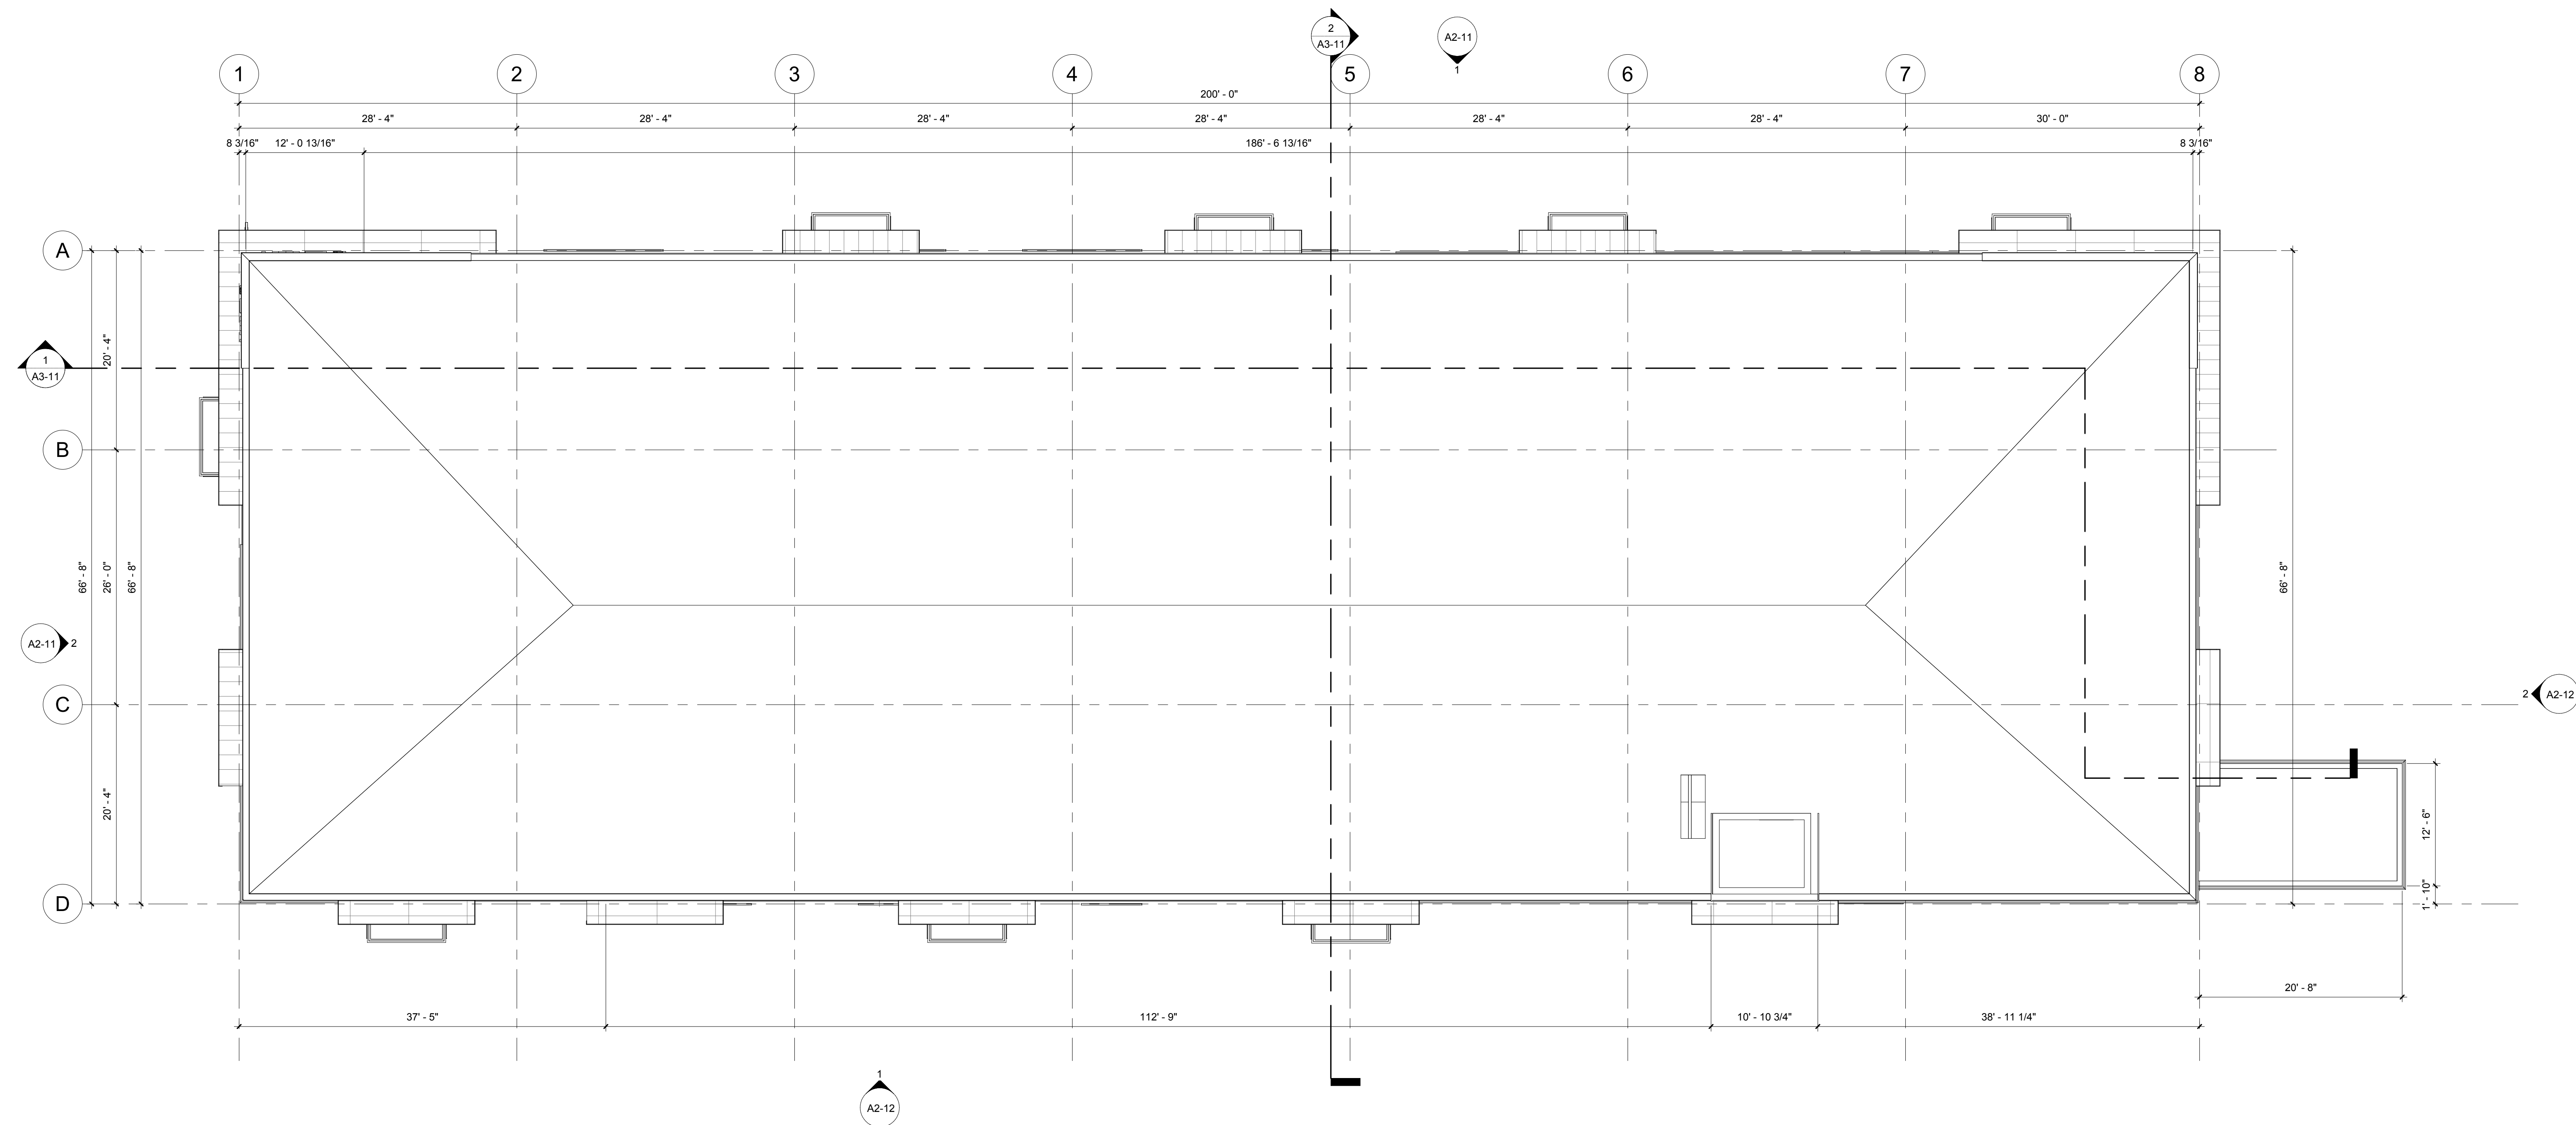 2
A3-11
A2-11
1
1
2
3
4
5
6
7
8
200' - 0"
28' - 4"
28' - 4"
28' - 4"
28' - 4"
28' - 4"
28' - 4"
30' - 0"
8 3/16"
12' - 0 13/16"
186' - 6 13/16"
8 3/16"
A
20' - 4"
1
A3-11
B
66' - 8"
26' - 0"
66' - 8"
66' - 8"
A2-11
2
C
2
A2-12
20' - 4"
12' - 6"
1' - 10"
D
20' - 8"
37' - 5"
112' - 9"
10' - 10 3/4"
38' - 11 1/4"
1
A2-12